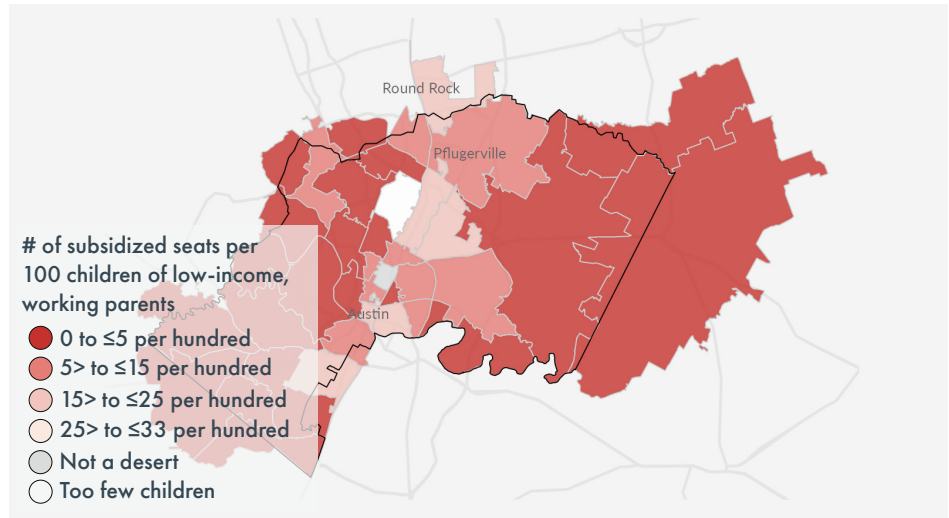 Round Rock
Pflugerville
# of subsidized seats per
100 children of low-income,
working parents
Austin
0 to ≤5 per hundred
5> to ≤15 per hundred
15> to ≤25 per hundred
25> to ≤33 per hundred
Not a desert
Too few children